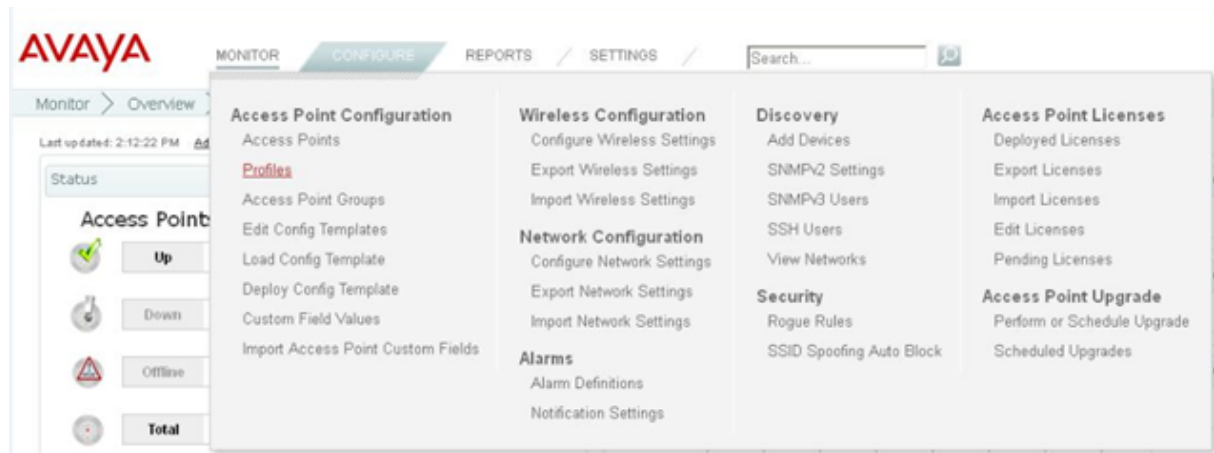 AVAYA
MONITOR CONFIGURE REPORTS / SETTINGS / Search...
Monitor > Overview
Last updated: 2:12:22 PM Ad
Status
Access Points
Up
Down
Offline
Total
Access Point Configuration
Access Points
Profiles
Access Point Groups
Edit Config Templates
Load Config Template
Deploy Config Template
Custom Field Values
Import Access Point Custom Fields
Wireless Configuration
Configure Wireless Settings
Export Wireless Settings
Import Wireless Settings
Network Configuration
Configure Network Settings
Export Network Settings
Import Network Settings
Alarms
Alarm Definitions
Notification Settings
Discovery
Add Devices
SNMPv2 Settings
SNMPv3 Users
SSH Users
View Networks
Security
Rogue Rules
SSID Spoofing Auto Block
Access Point Licenses
Deployed Licenses
Export Licenses
Import Licenses
Edit Licenses
Pending Licenses
Access Point Upgrade
Perform or Schedule Upgrade
Scheduled Upgrades